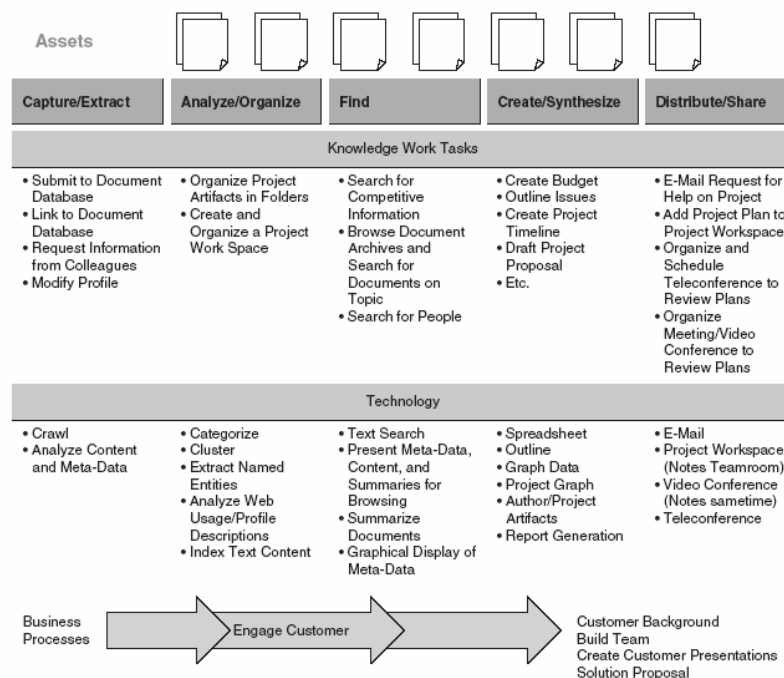 Assets
Capture/Extract
Analyze/Organize
Find
Create/Synthesize
Distribute/Share
Knowledge Work Tasks
• Submit to Document
Database
• Link to Document
Database
• Request Information
from Colleagues
• Modify Profile
• Organize Project
Artifacts in Folders
• Create and
Organize a Project
Work Space
• Search for
Competitive
Information
• Browse Document
Archives and
Search for
Documents on
Topic
• Search for People
• Create Budget
• Outline Issues
• Create Project
Timeline
• Draft Project
Proposal
• Etc.
• E-Mail Request for
Help on Project
• Add Project Plan to
Project Workspace
• Organize and
Schedule
Teleconference to
Review Plans
• Organize
Meeting/Video
Conference to
Review Plans
Technology
• Crawl
• Analyze Content
and Meta-Data
• Categorize
• Cluster
• Extract Named
Entities
• Analyze Web
Usage/Profile
Descriptions
• Index Text Content
• Text Search
• Present Meta-Data,
Content, and
Summaries for
Browsing
• Summarize
Documents
• Graphical Display of
Meta-Data
• Spreadsheet
• Outline
• Graph Data
• Project Graph
• Author/Project
Artifacts
• Report Generation
• E-Mail
• Project Workspace
(Notes Teamroom)
• Video Conference
(Notes sametime)
• Teleconference
Business
Processes
Engage Customer
Customer Background
Build Team
Create Customer Presentations
Solution Proposal